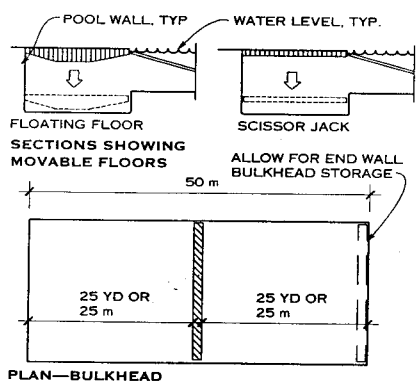 POOL WALL, TYP
WATER LEVEL, TYP.
FLOATING FLOOR
SCISSOR JACK
SECTIONS SHOWING
MOVABLE FLOORS
ALLOW FOR END WALL
BULKHEAD STORAGE
50 m
25 YD OR
25 m
25 YD OR
25 m
PLAN—BULKHEAD